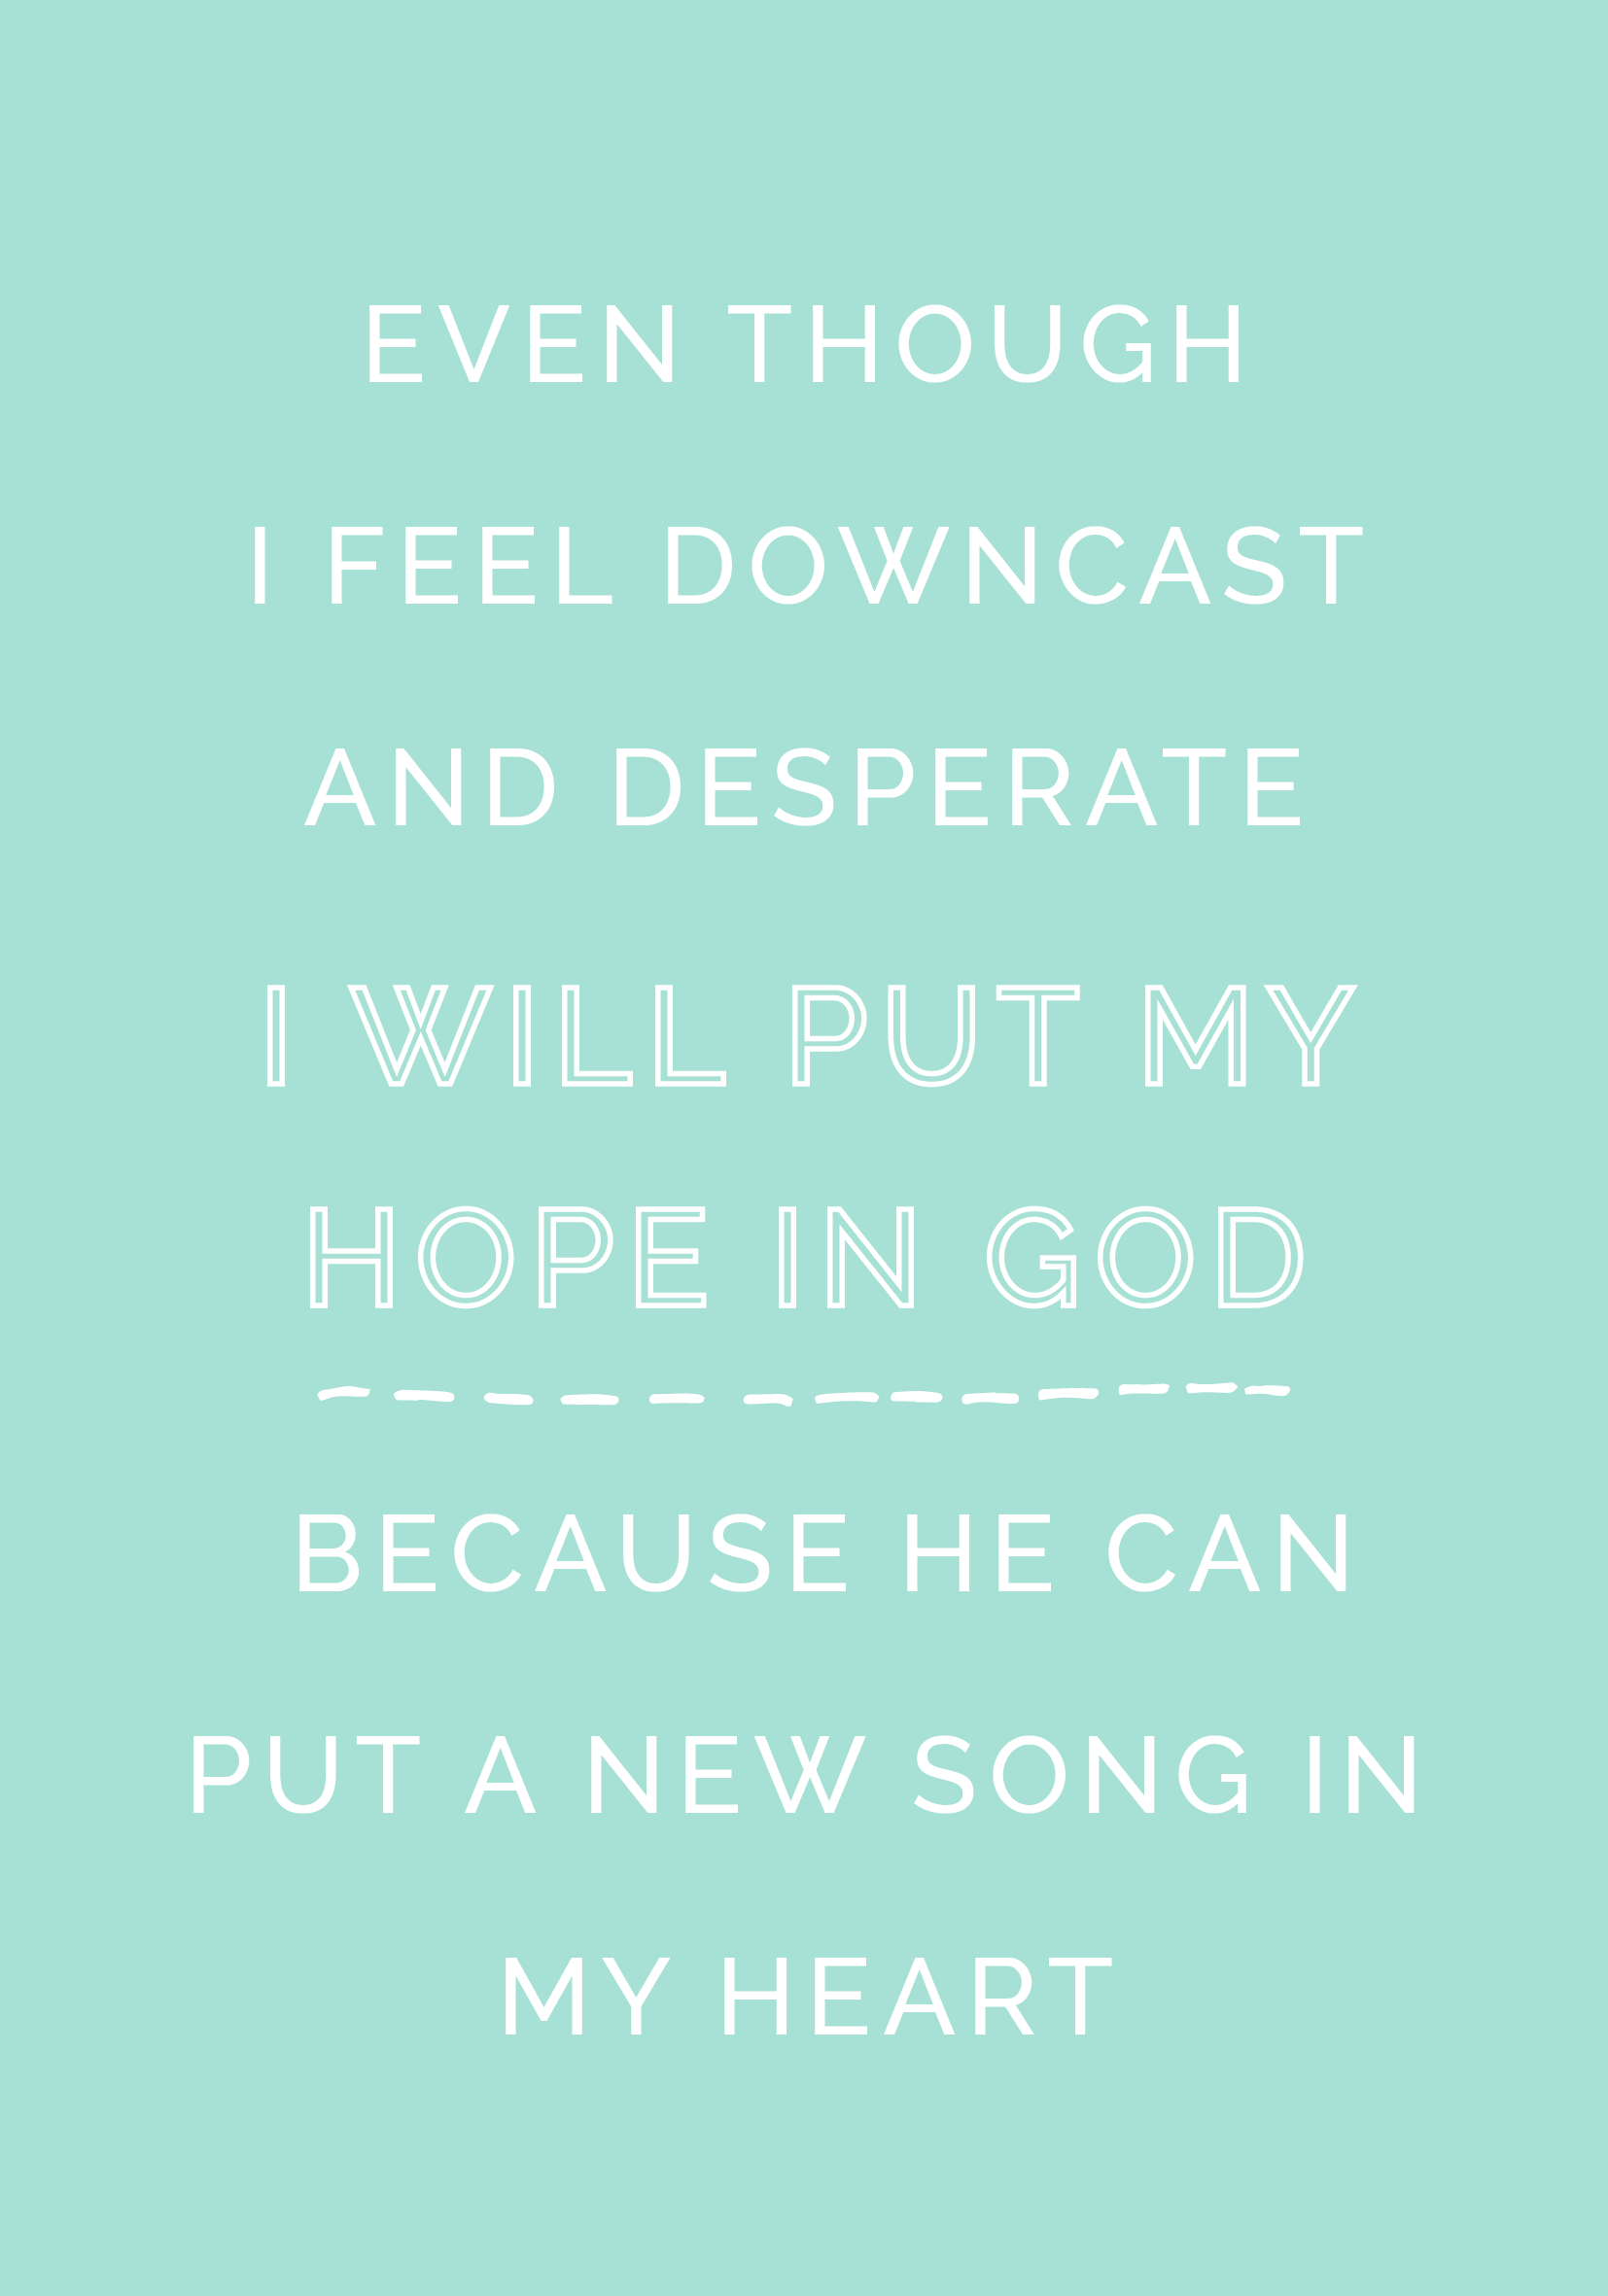 EVEN THOUGH
I FEEL DOWNCAST
AND DESPERATE
I WILL PUT MY
HOPE IN GOD
BECAUSE HE CAN
PUT A NEW SONG IN
MY HEART